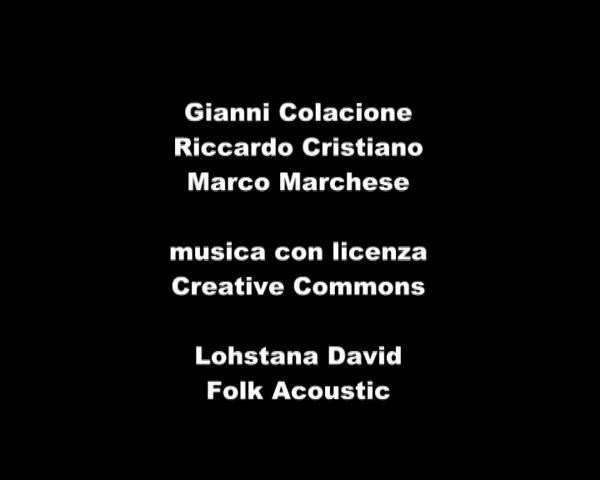 Gianni Colacione
Riccardo Cristiano
Marco Marchese
musica con licenza
Creative Commons
Lohstana David
Folk Acoustic